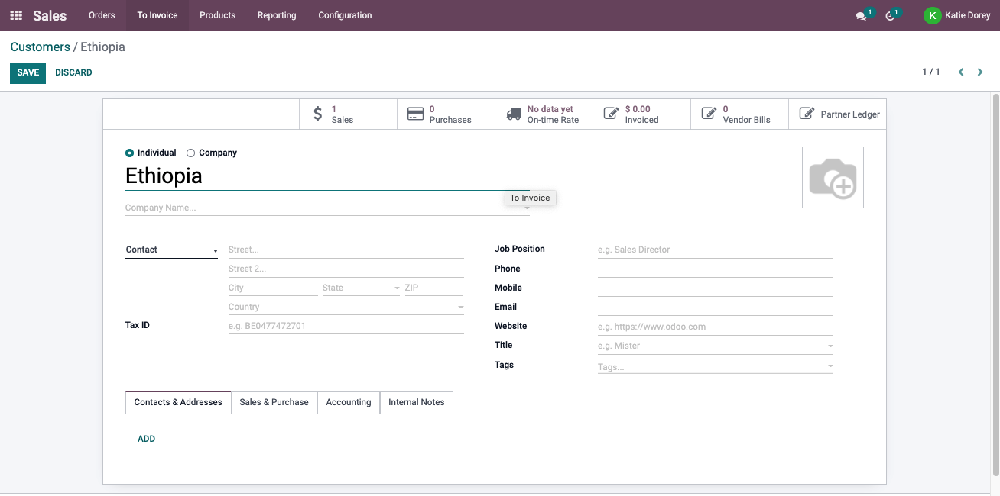 Sales Orders To Invoice Products Reporting Configuration 1 1 K Katie Dorey
Customers / Ethiopia
SAVE DISCARD 1 / 1
1 Sales
0 Purchases
No data yet On-time Rate
$ 0.00 Invoiced
0 Vendor Bills
Partner Ledger
Individual Company
Ethiopia
To Invoice
Company Name...
Contact
Street...
Street 2...
City State ZIP
Country
Tax ID e.g. BE0477472701
Job Position e.g. Sales Director
Phone
Mobile
Email
Website e.g. https://www.odoo.com
Title e.g. Mister
Tags Tags...
Contacts & Addresses Sales & Purchase Accounting Internal Notes
ADD